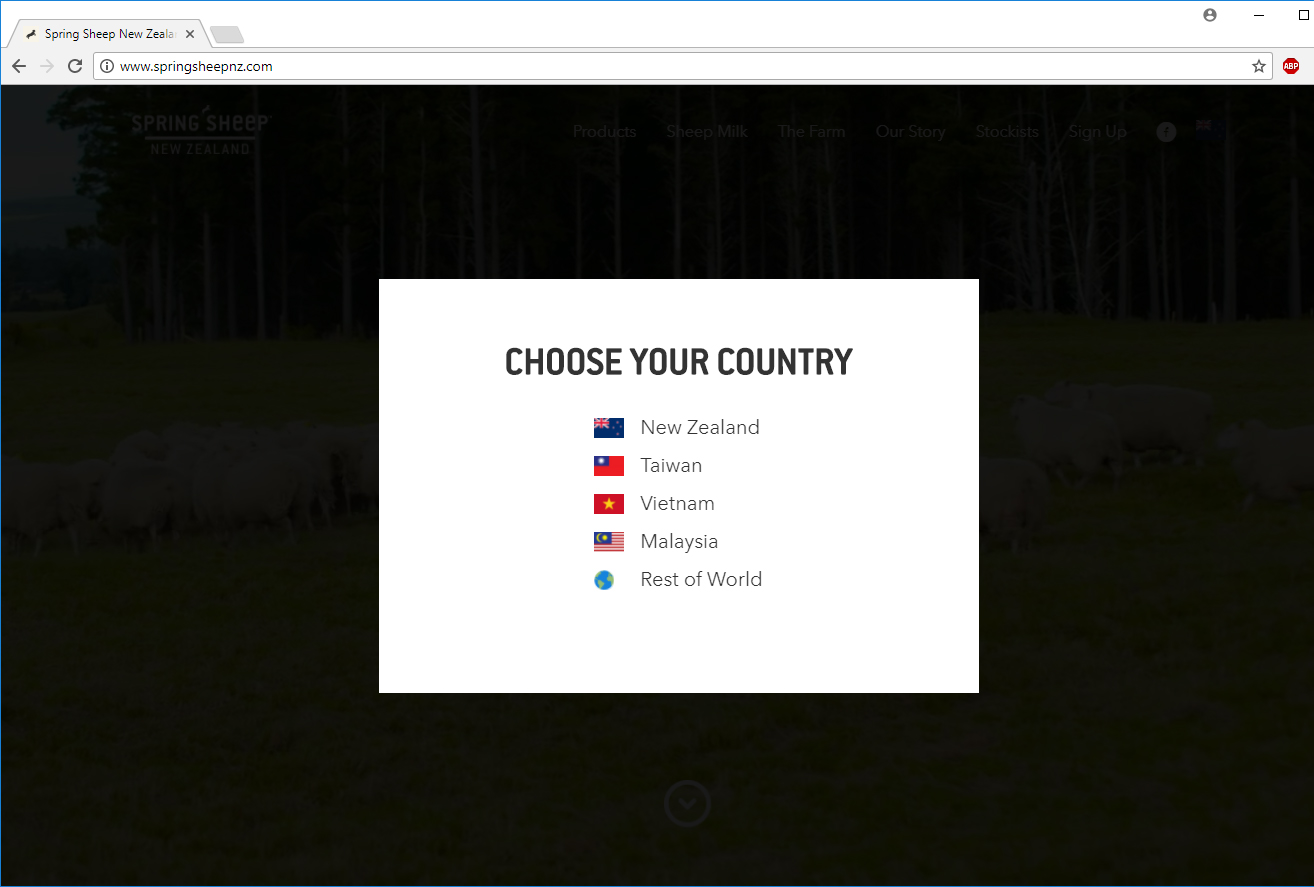 Spring Sheep New Zeala
www.springsheepnz.com
ABP
SPRING SHEEP
NEW ZEALAND
Products
Sheep Milk
The Farm
Our Story
Stockists
Sign Up
f
CHOOSE YOUR COUNTRY
New Zealand
Taiwan
Vietnam
Malaysia
Rest of World